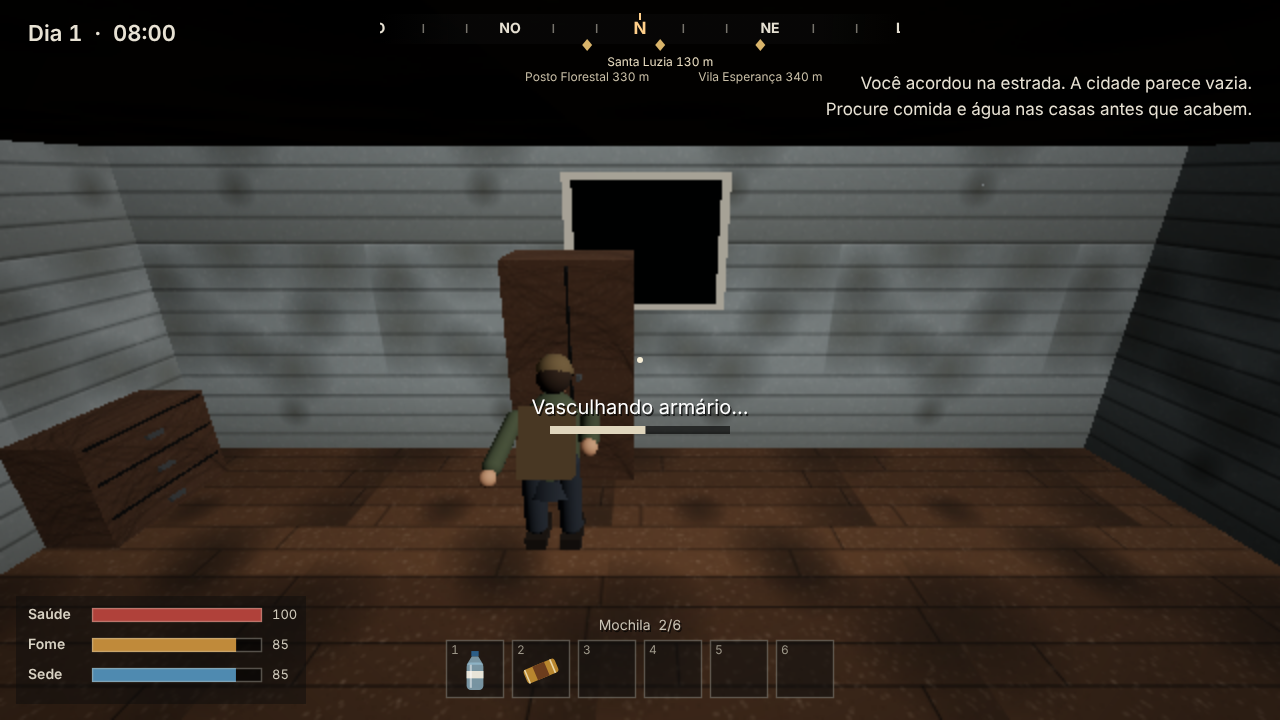 Dia 1 · 08:00
NO
N
NE
Santa Luzia 130 m
Posto Florestal 330 m
Vila Esperança 340 m
Você acordou na estrada. A cidade parece vazia.
Procure comida e água nas casas antes que acabem.
Vasculhando armário...
Saúde 100
Fome 85
Sede 85
Mochila 2/6
1 2 3 4 5 6